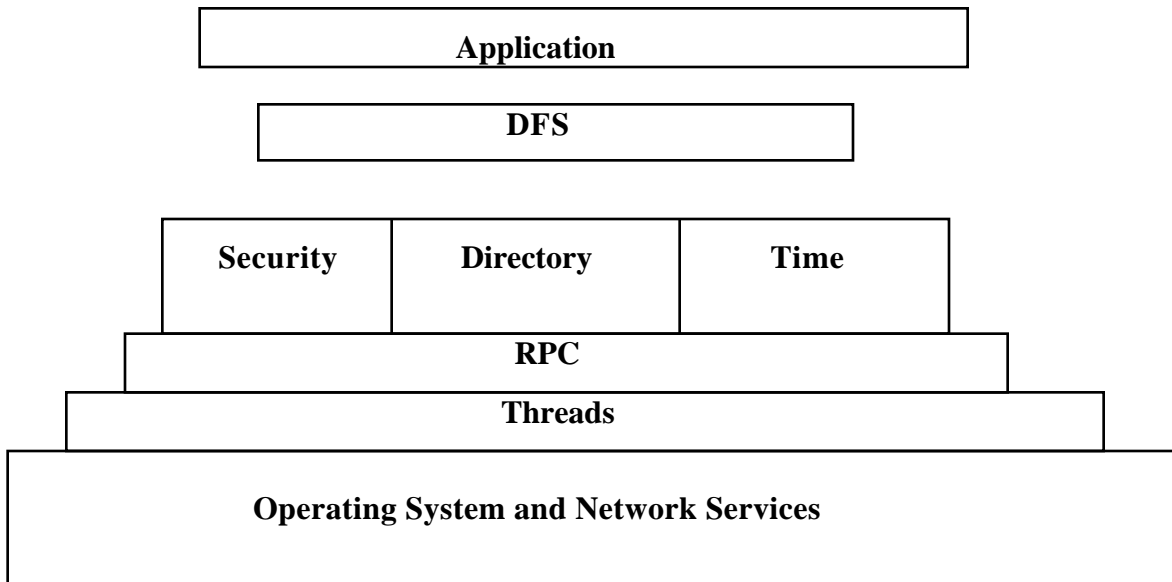 Application
DFS
Security Directory Time
RPC
Threads
Operating System and Network Services